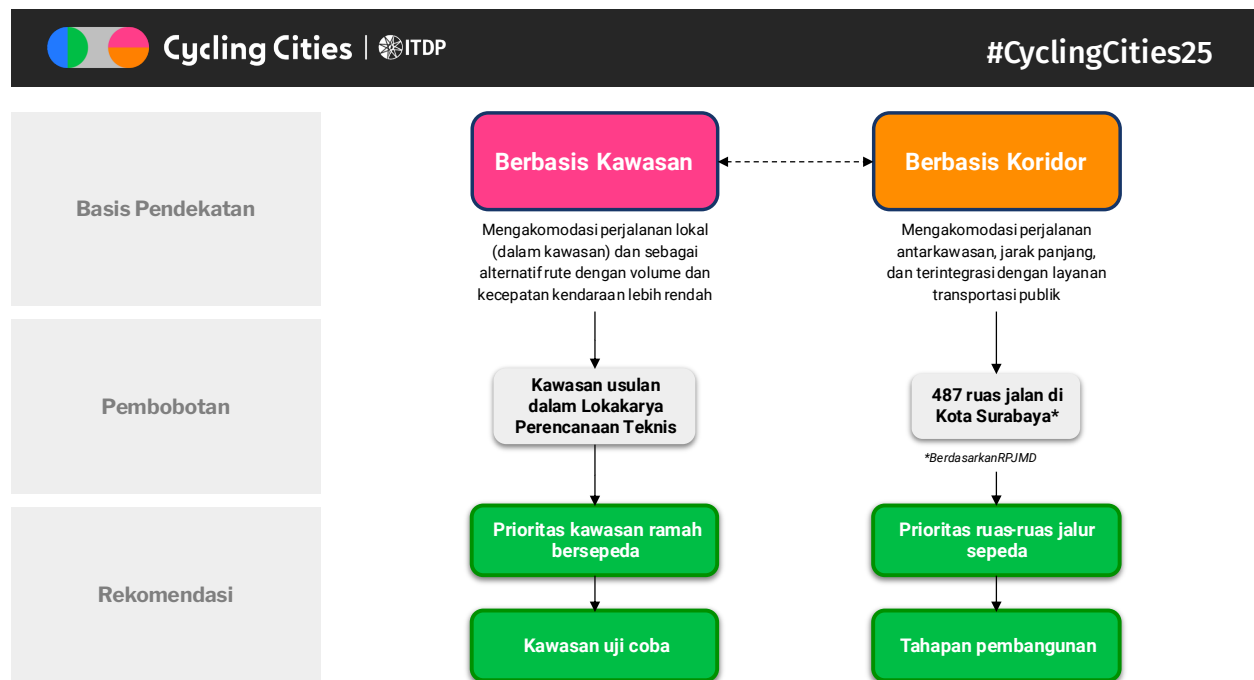 Cycling Cities | ITDP
#CyclingCities25
Basis Pendekatan
Berbasis Kawasan
Berbasis Koridor
Mengakomodasi perjalanan lokal
(dalam kawasan) dan sebagai
alternatif rute dengan volume dan
kecepatan kendaraan lebih rendah
Mengakomodasi perjalanan
antarkawasan, jarak panjang,
dan terintegrasi dengan layanan
transportasi publik
Pembobotan
Kawasan usulan
dalam Lokakarya
Perencanaan Teknis
487 ruas jalan di
Kota Surabaya*
*Berdasarkan RPJMD
Rekomendasi
Prioritas kawasan ramah
bersepeda
Prioritas ruas-ruas jalur
sepeda
Kawasan uji coba
Tahapan pembangunan